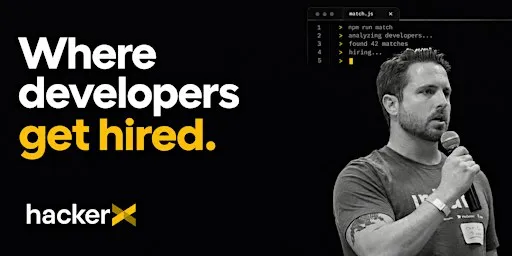 Where
developers
get hired.
hackerX
match.js
1 > npm run match
2 > analyzing developers...
3 > found 42 matches
4 > hiring...
5 >